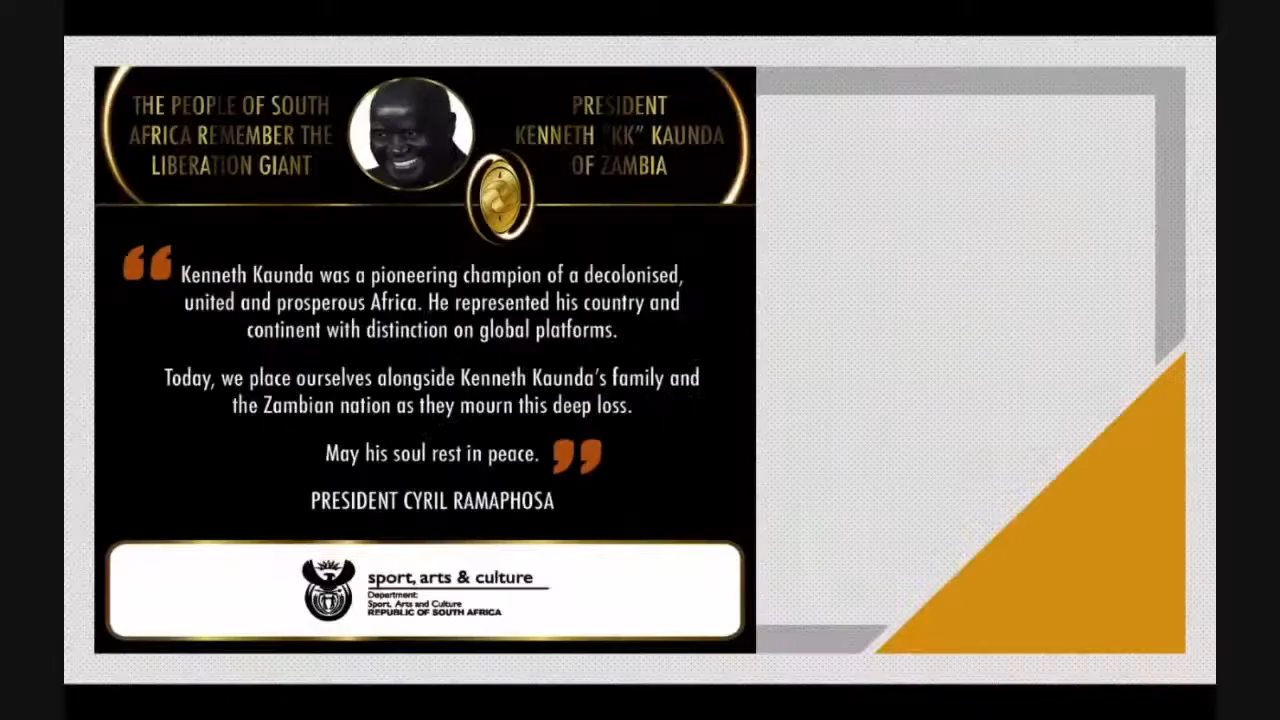 THE PEOPLE OF SOUTH
AFRICA REMEMBER THE
LIBERATION GIANT
PRESIDENT
KENNETH "KK" KAUNDA
OF ZAMBIA
“ Kenneth Kaunda was a pioneering champion of a decolonised,
united and prosperous Africa. He represented his country and
continent with distinction on global platforms.
Today, we place ourselves alongside Kenneth Kaunda’s family and
the Zambian nation as they mourn this deep loss.
May his soul rest in peace. ”
PRESIDENT CYRIL RAMAPHOSA
sport, arts & culture
Department:
Sport, Arts and Culture
REPUBLIC OF SOUTH AFRICA